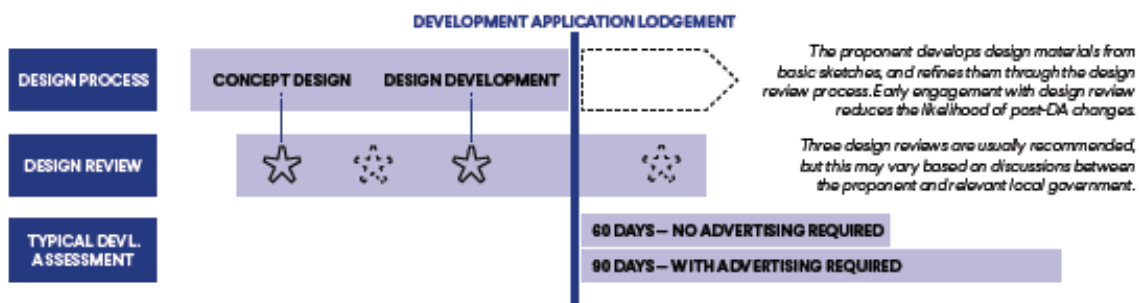 DEVELOPMENT APPLICATION LODGEMENT
DESIGN PROCESS
CONCEPT DESIGN
DESIGN DEVELOPMENT
The proponent develops design materials from
basic sketches, and refines them through the design
review process. Early engagement with design review
reduces the likelihood of post-DA changes.
DESIGN REVIEW
Three design reviews are usually recommended,
but this may vary based on discussions between
the proponent and relevant local government.
TYPICAL DEVL.
ASSESSMENT
60 DAYS — NO ADVERTISING REQUIRED
90 DAYS — WITH ADVERTISING REQUIRED